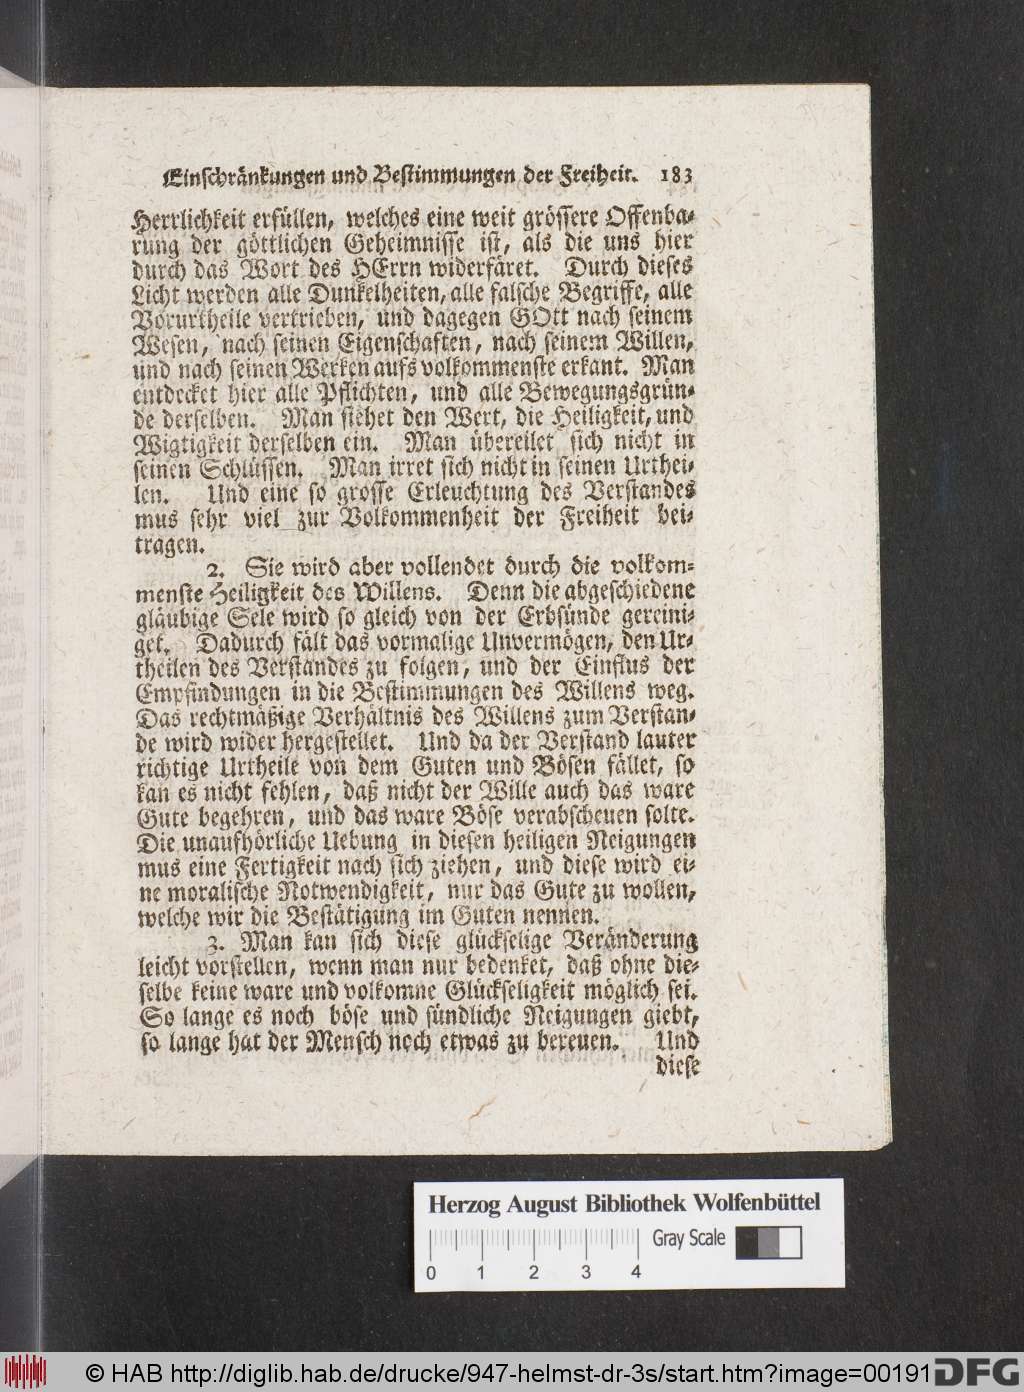 Einschränkungen und Bestimmungen der Freiheit. 183
Herrlichkeit erfüllen, welches eine weit grössere Offenba-
rung der göttlichen Geheimnisse ist, als die uns hier
durch das Wort des HErrn widerfäret. Durch dieses
Licht werden alle Dunkelheiten, alle falsche Begriffe, alle
Vorurtheile vertrieben, und dagegen GOtt nach seinem
Wesen, nach seinen Eigenschaften, nach seinem Willen,
und nach seinen Werken aufs volkommenste erkant. Man
entdecket hier alle Pflichten, und alle Bewegungsgrün-
de derselben. Man siehet den Wert, die Heiligkeit, und
Wigtigkeit derselben ein. Man übereilet sich nicht in
seinen Schlüssen. Man irret sich nicht in seinen Urthei-
len. Und eine so grosse Erleuchtung des Verstandes
mus sehr viel zur Volkommenheit der Freiheit bei-
tragen.
2. Sie wird aber vollendet durch die volkom-
menste Heiligkeit des Willens. Denn die abgeschiedene
gläubige Sele wird so gleich von der Erbsünde gereini-
get. Dadurch fält das vormalige Unvermögen, den Ur-
theilen des Verstandes zu folgen, und der Einflus der
Empfindungen in die Bestimmungen des Willens weg.
Das rechtmäßige Verhältnis des Willens zum Verstan-
de wird wider hergestellet. Und da der Verstand lauter
richtige Urtheile von dem Guten und Bösen fället, so
kan es nicht fehlen, daß nicht der Wille auch das ware
Gute begehren, und das ware Böse verabscheuen solte.
Die unaufhörliche Uebung in diesen heiligen Neigungen
mus eine Fertigkeit nach sich ziehen, und diese wird ei-
ne moralische Notwendigkeit, nur das Gute zu wollen,
welche wir die Bestätigung im Guten nennen.
3. Man kan sich diese glückselige Veränderung
leicht vorstellen, wenn man nur bedenket, daß ohne die-
selbe keine ware und volkomne Glückseligkeit möglich sei.
So lange es noch böse und sündliche Neigungen giebt,
so lange hat der Mensch noch etwas zu bereuen. Und
diese
Herzog August Bibliothek Wolfenbüttel
Gray Scale
0 1 2 3 4
© HAB http://diglib.hab.de/drucke/947-helmst-dr-3s/start.htm?image=00191
DFG